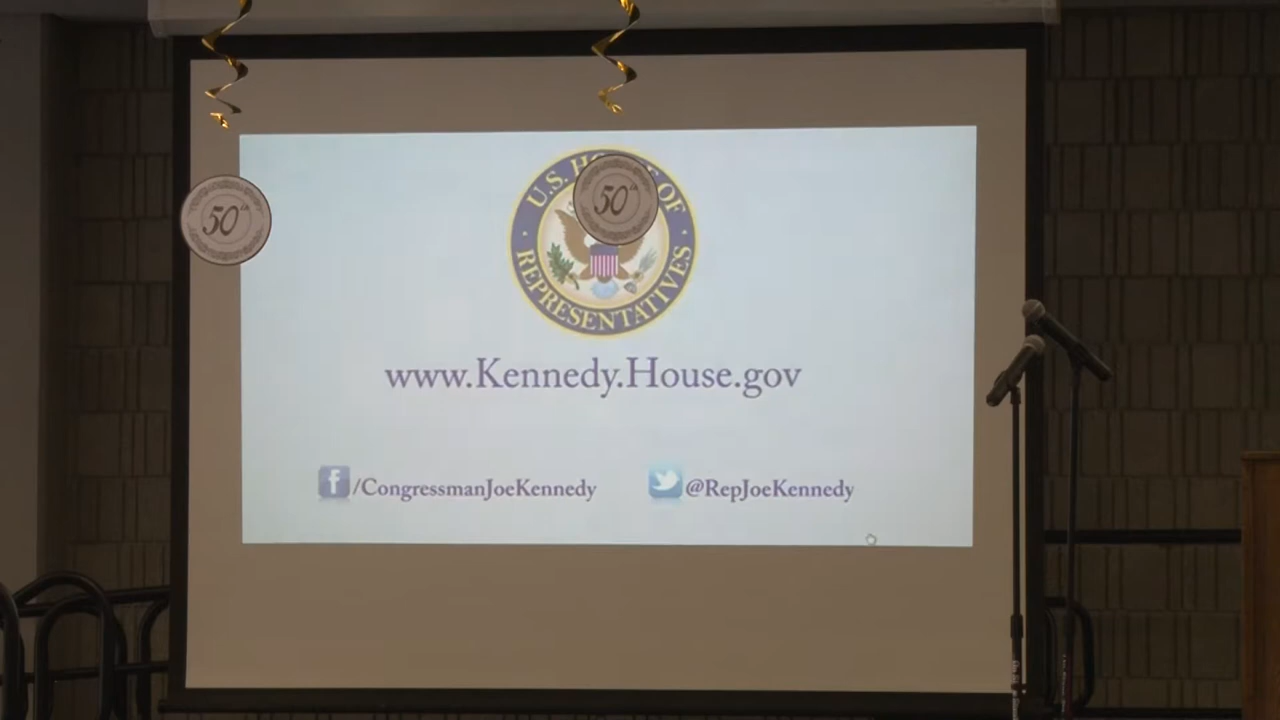 U.S. HOUSE OF
REPRESENTATIVES
50th
50th
www.Kennedy.House.gov
f/CongressmanJoeKennedy
@RepJoeKennedy